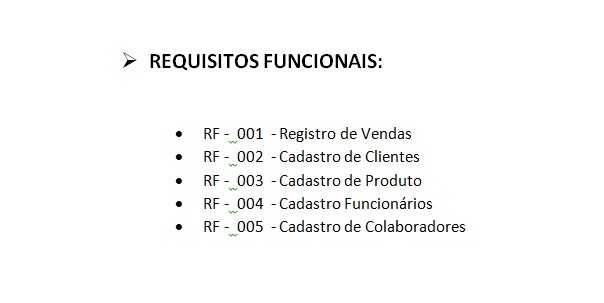 ➢ REQUISITOS FUNCIONAIS:
• RF - 001 - Registro de Vendas
• RF - 002 - Cadastro de Clientes
• RF - 003 - Cadastro de Produto
• RF - 004 - Cadastro Funcionários
• RF - 005 - Cadastro de Colaboradores